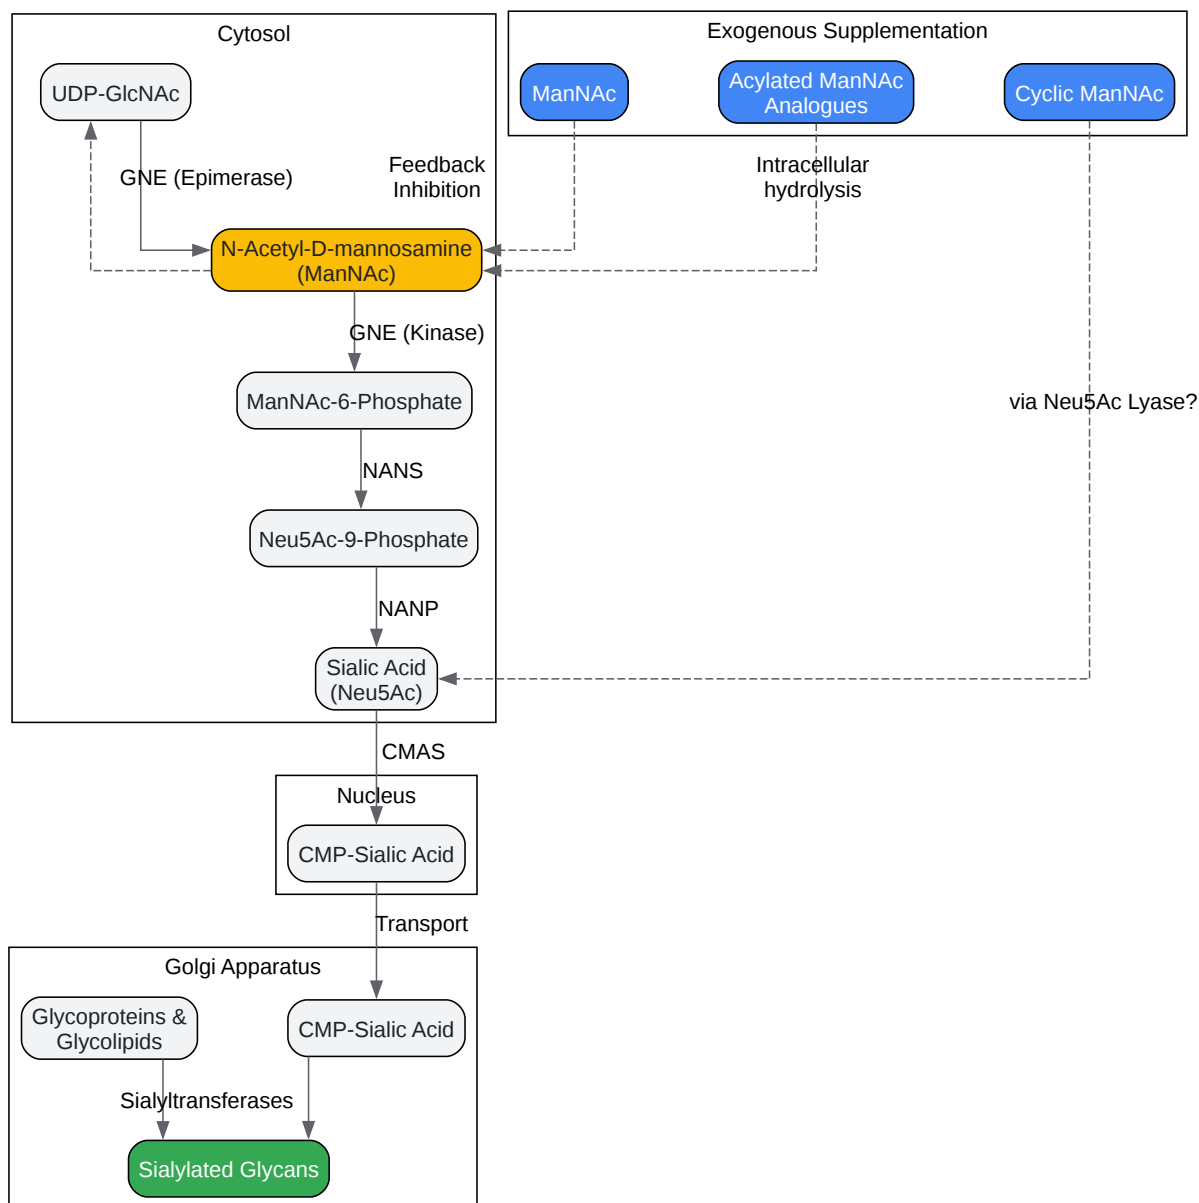 Cytosol
Exogenous Supplementation
UDP-GlcNAc
ManNAc
Acylated ManNAc
Analogues
Cyclic ManNAc
GNE (Epimerase)
Feedback
Inhibition
Intracellular
hydrolysis
N-Acetyl-D-mannosamine
(ManNAc)
GNE (Kinase)
ManNAc-6-Phosphate
via Neu5Ac Lyase?
NANS
Neu5Ac-9-Phosphate
NANP
Sialic Acid
(Neu5Ac)
CMAS
Nucleus
CMP-Sialic Acid
Transport
Golgi Apparatus
Glycoproteins &
Glycolipids
CMP-Sialic Acid
Sialyltransferases
Sialylated Glycans